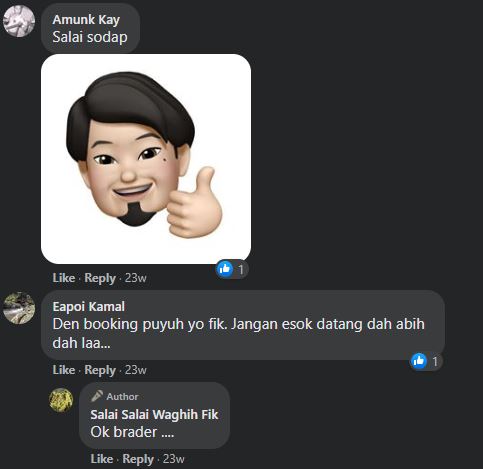 Amunk Kay
Salai sodap
Like · Reply · 23w
1
Eapoi Kamal
Den booking puyuh yo fik. Jangan esok datang dah abih
dah laa...
1
Like · Reply · 23w
Author
Salai Salai Waghih Fik
Ok brader ....
Like · Reply · 23w